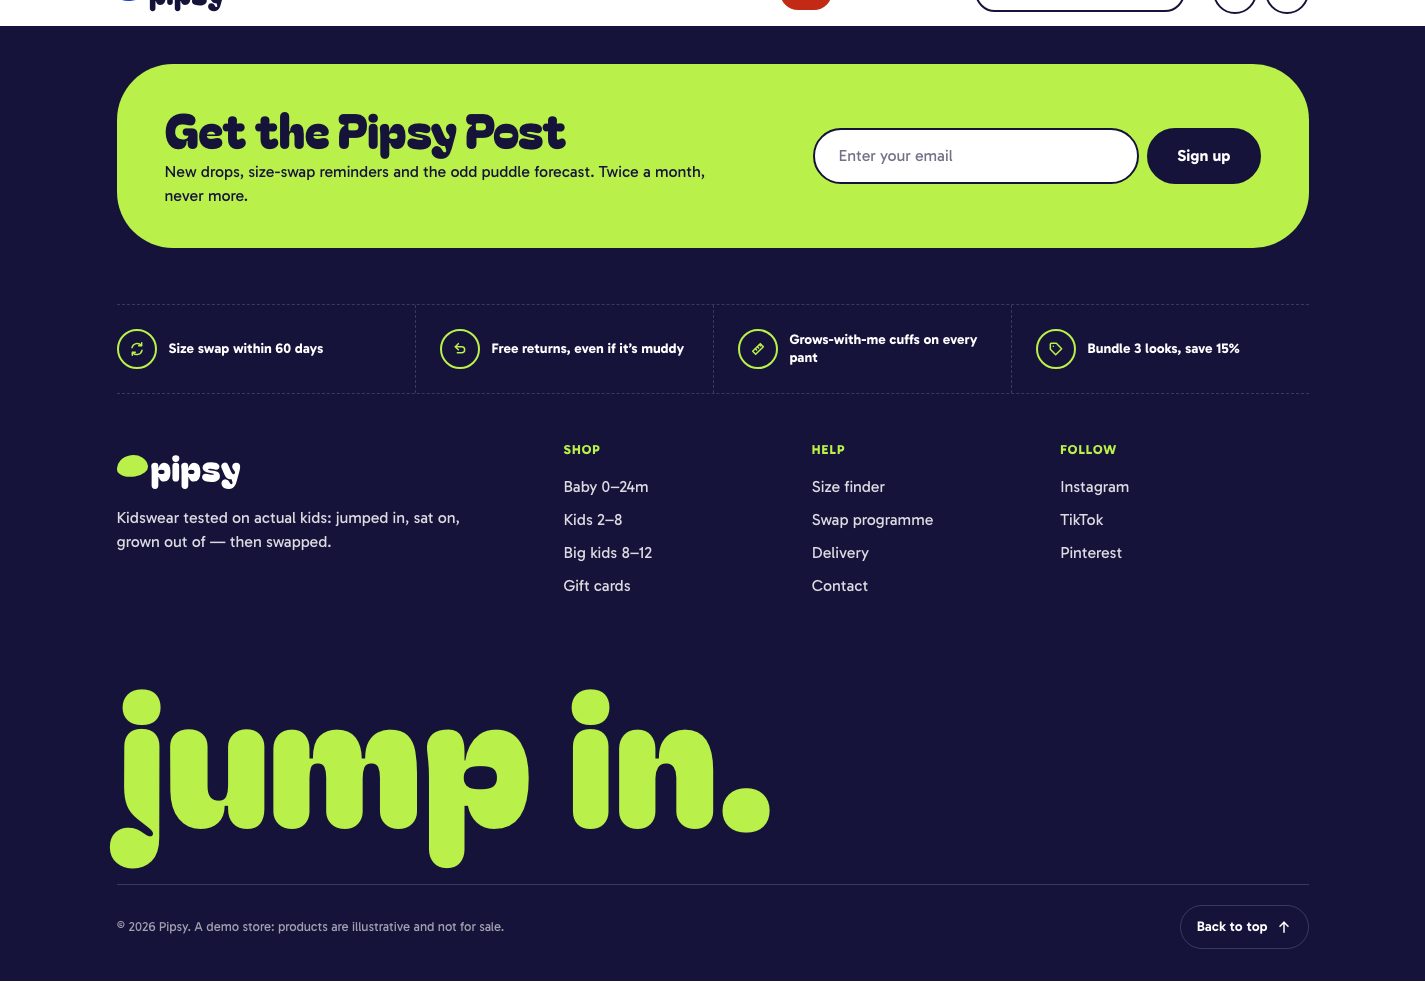 pipsy
Get the Pipsy Post
New drops, size-swap reminders and the odd puddle forecast. Twice a month,
never more.
Enter your email
Sign up
Size swap within 60 days
Free returns, even if it’s muddy
Grows-with-me cuffs on every
pant
Bundle 3 looks, save 15%
pipsy
Kidswear tested on actual kids: jumped in, sat on,
grown out of — then swapped.
SHOP
Baby 0–24m
Kids 2–8
Big kids 8–12
Gift cards
HELP
Size finder
Swap programme
Delivery
Contact
FOLLOW
Instagram
TikTok
Pinterest
jump in.
© 2026 Pipsy. A demo store: products are illustrative and not for sale.
Back to top